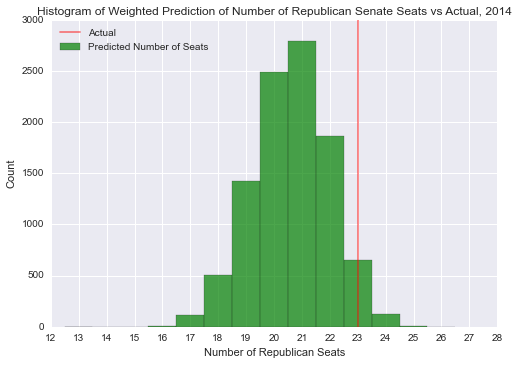 Histogram of Weighted Prediction of Number of Republican Senate Seats vs Actual, 2014
3000
2500
2000
1500
1000
500
0
Count
Actual
Predicted Number of Seats
12 13 14 15 16 17 18 19 20 21 22 23 24 25 26 27 28
Number of Republican Seats